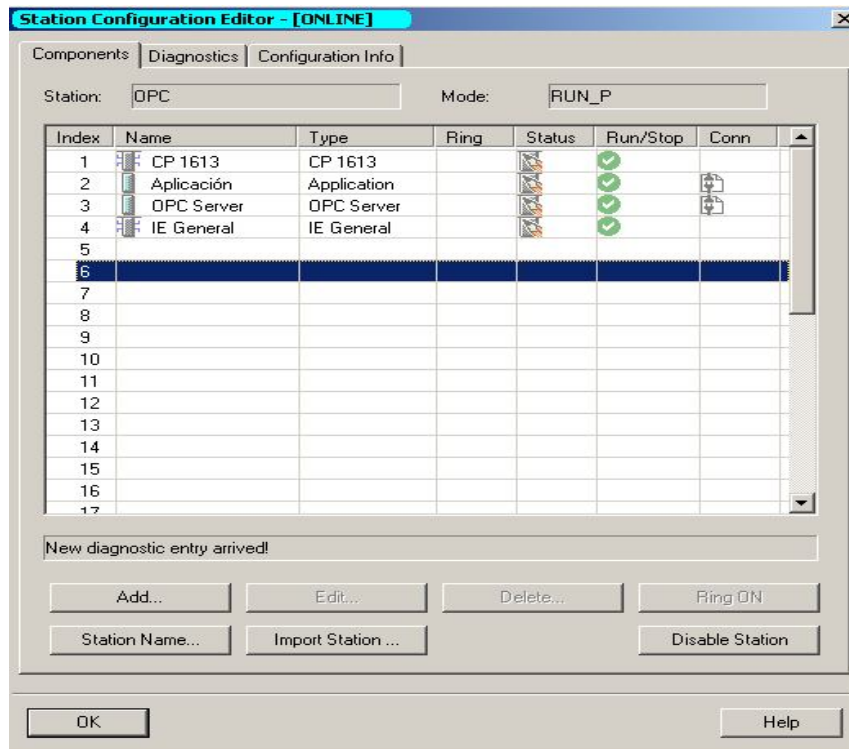 Station Configuration Editor - [ONLINE]
Components Diagnostics Configuration Info
Station: OPC Mode: RUN_P
Index Name Type Ring Status Run/Stop Conn
1 CP 1613 CP 1613
2 Aplicación Application
3 OPC Server OPC Server
4 IE General IE General
5
6
7
8
9
10
11
12
13
14
15
16
17
New diagnostic entry arrived!
Add... Edit... Delete... Ring ON
Station Name... Import Station ... Disable Station
OK Help